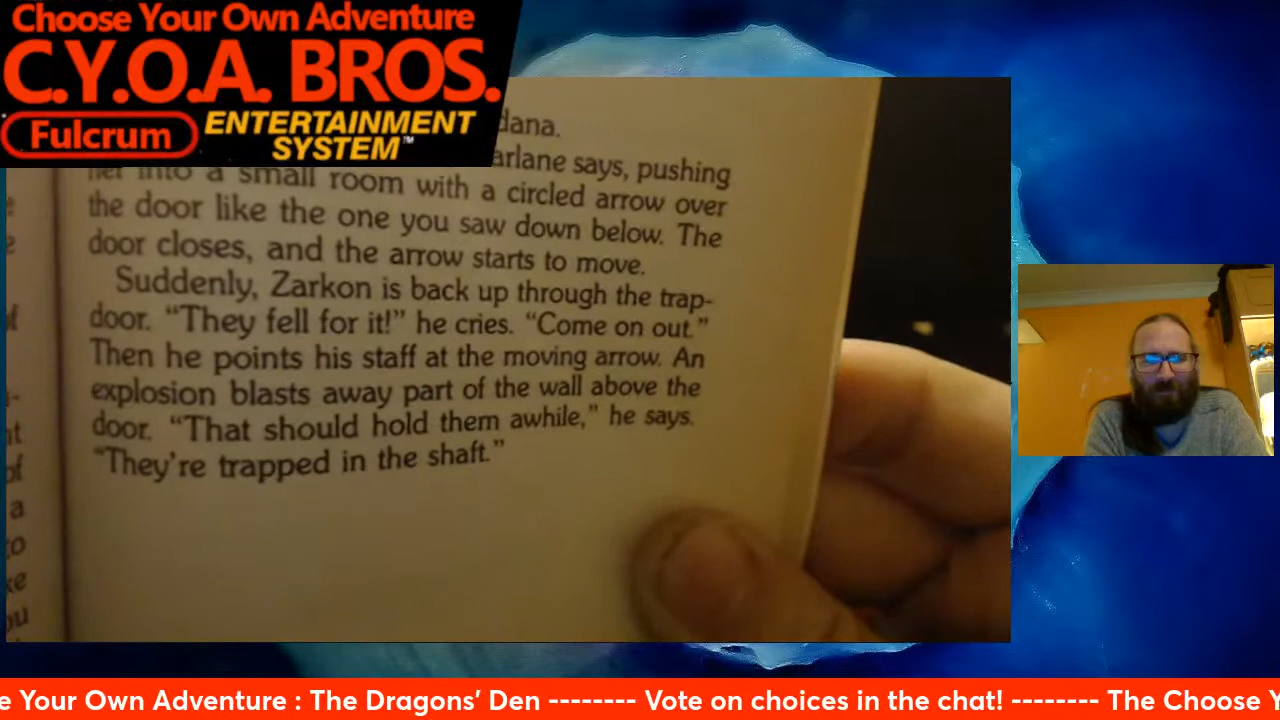 Choose Your Own Adventure
C.Y.O.A. BROS.
Fulcrum
ENTERTAINMENT
SYSTEM™
dana.
arlane says, pushing
her into a small room with a circled arrow over
the door like the one you saw down below. The
door closes, and the arrow starts to move.
Suddenly, Zarkon is back up through the trap-
door. “They fell for it!” he cries. “Come on out.”
Then he points his staff at the moving arrow. An
explosion blasts away part of the wall above the
door. “That should hold them awhile,” he says.
“They’re trapped in the shaft.”
of
a
e Your Own Adventure : The Dragons’ Den -------- Vote on choices in the chat! -------- The Choose Y